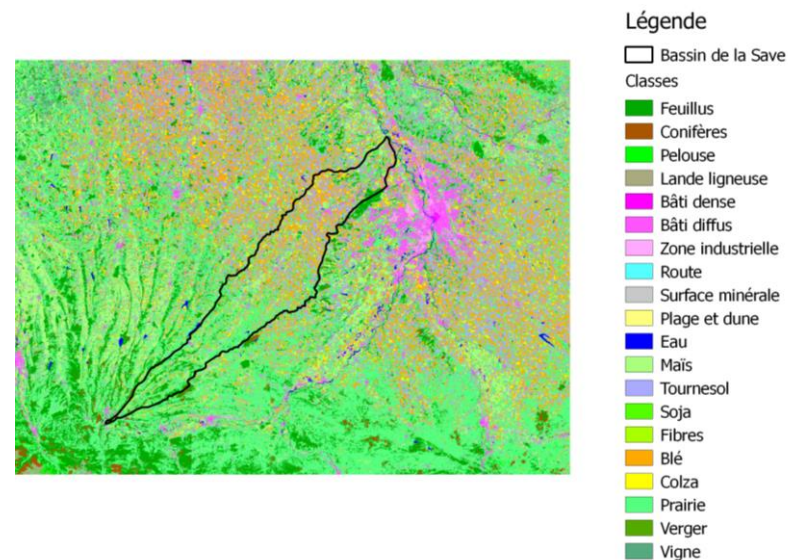 Légende
Bassin de la Save
Classes
Feuillus
Conifères
Pelouse
Lande ligneuse
Bâti dense
Bâti diffus
Zone industrielle
Route
Surface minérale
Plage et dune
Eau
Maïs
Tournesol
Soja
Fibres
Blé
Colza
Prairie
Verger
Vigne